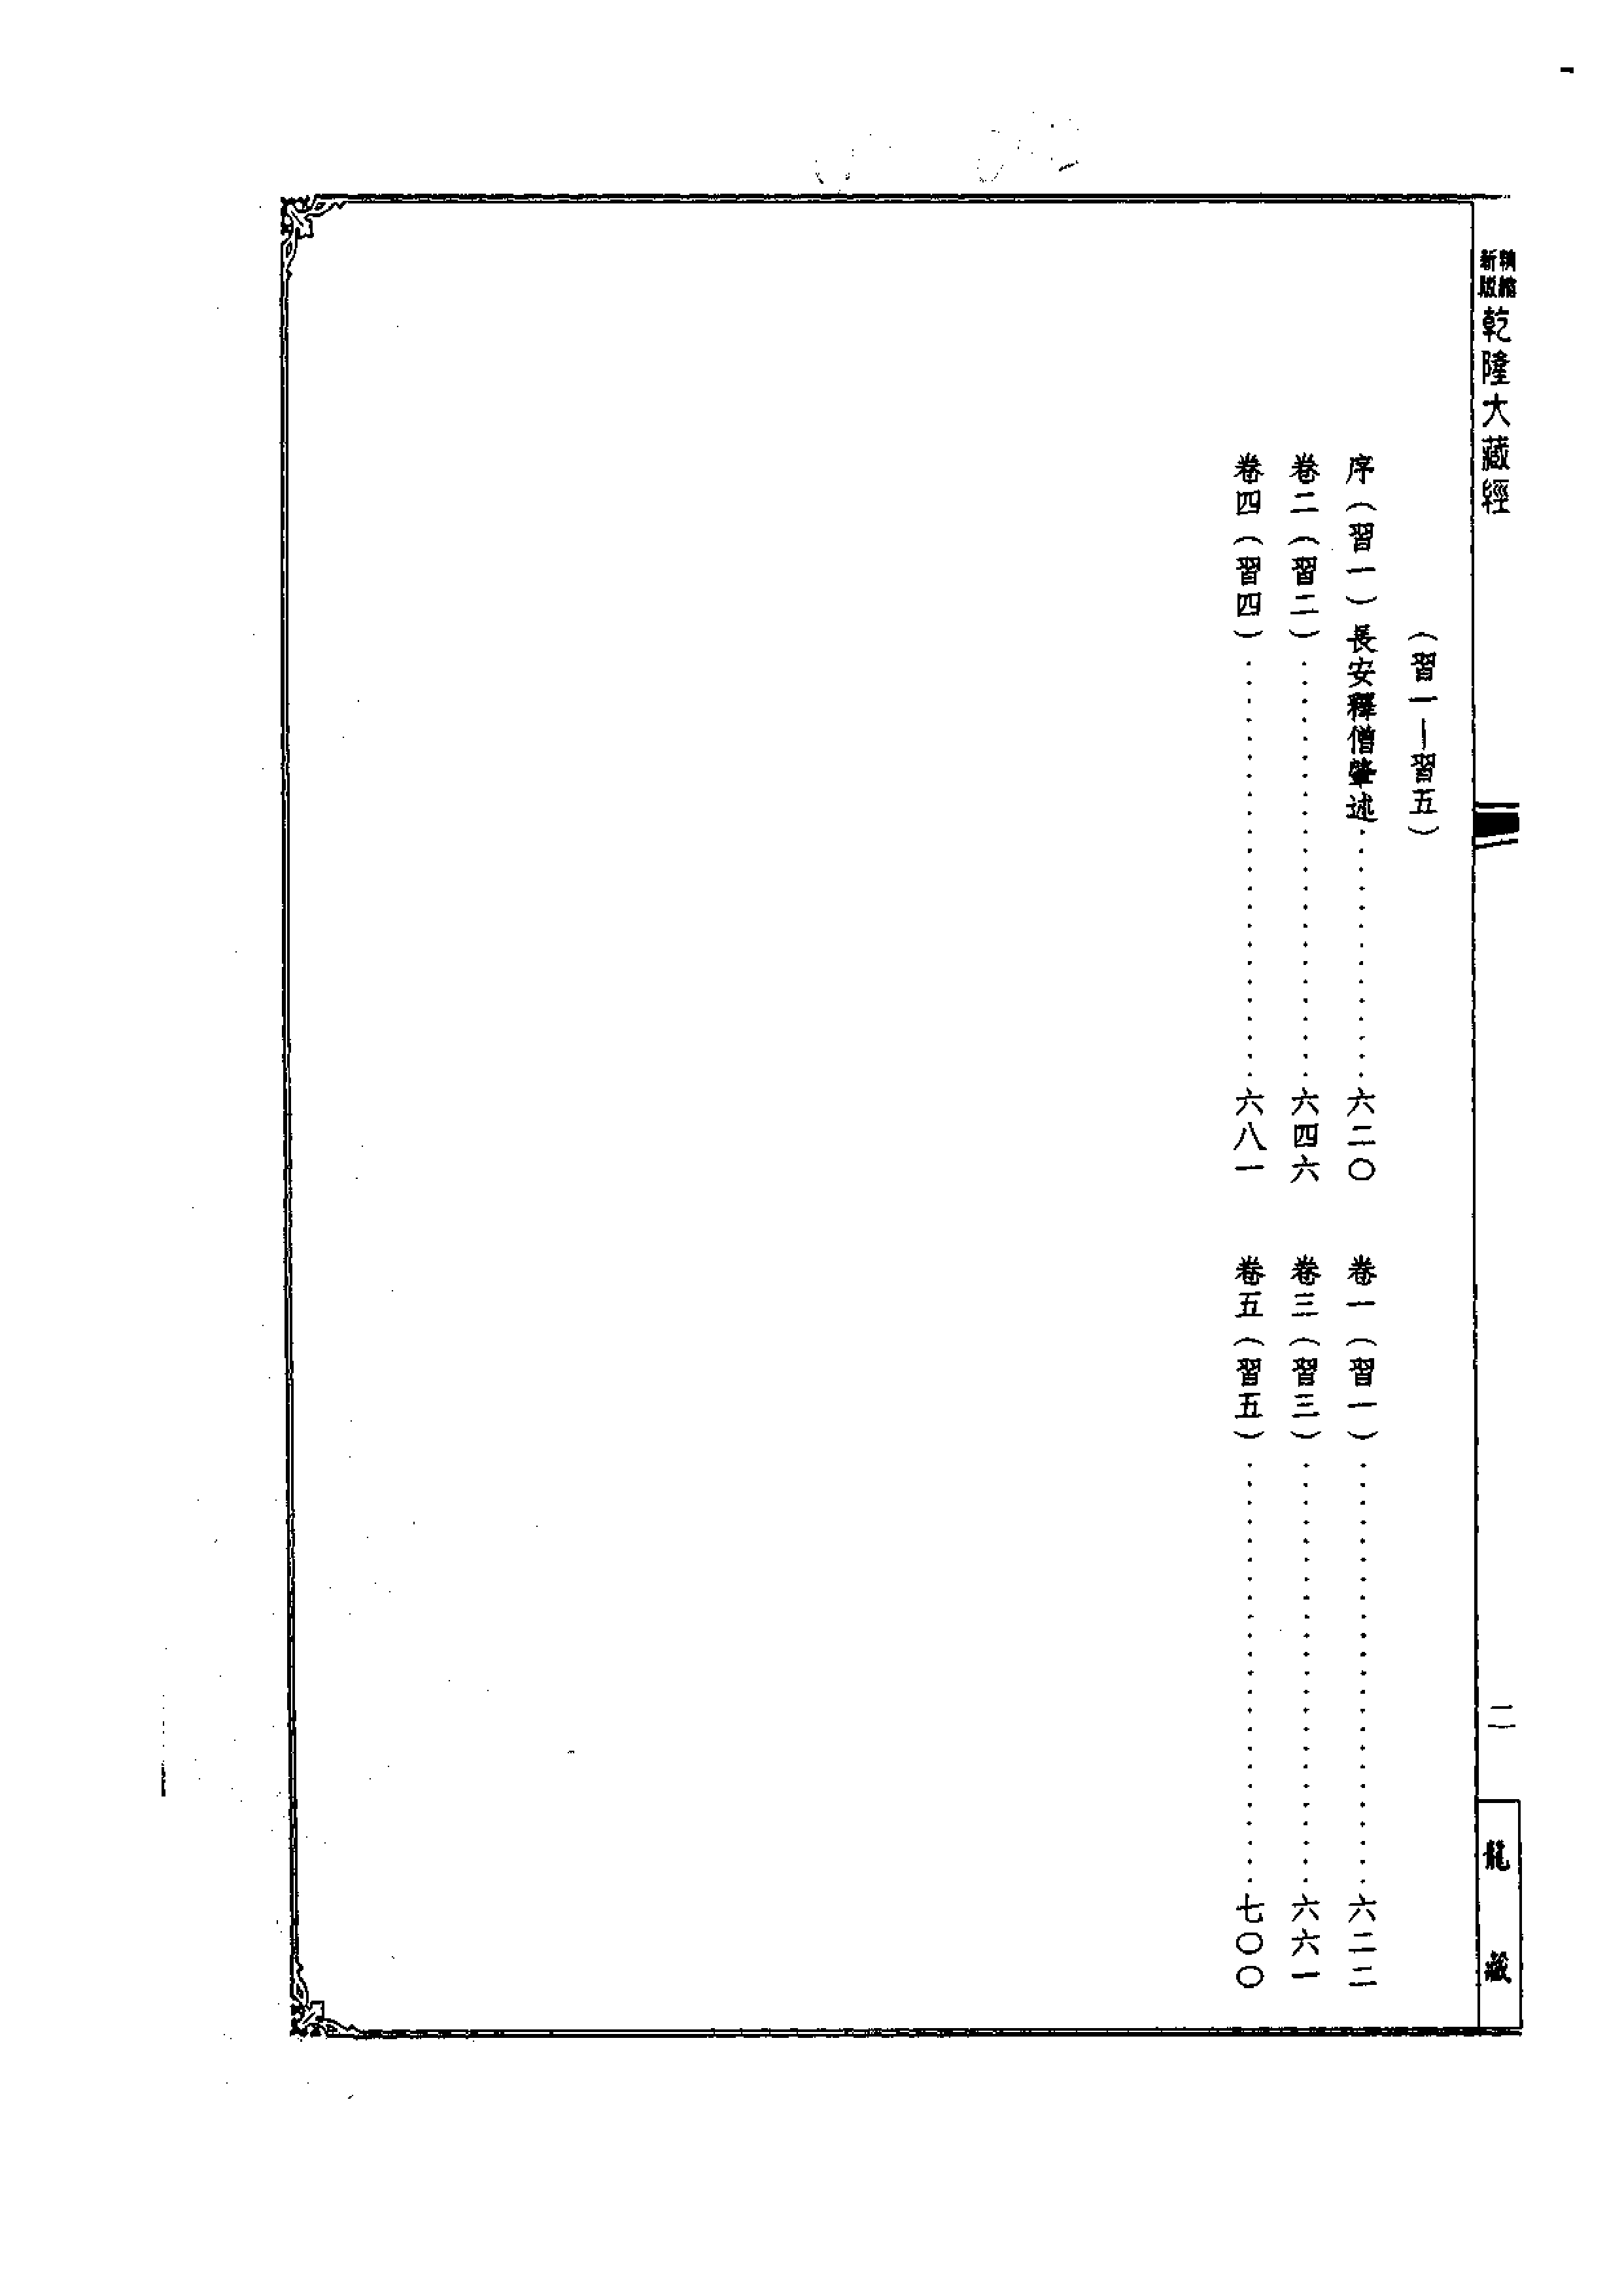 精縮
新版
乾隆大藏經
二
龍藏
（習一—習五）
序（習一）長安釋僧肇述・・・・・・・・・・・・・・六二〇
卷一（習一）・・・・・・・・・・・・・・・・・・・・・・・六二二
卷二（習二）・・・・・・・・・・・・・・・・・・・・・・・六四六
卷三（習三）・・・・・・・・・・・・・・・・・・・・・・・六六一
卷四（習四）・・・・・・・・・・・・・・・・・・・・・・・六八一
卷五（習五）・・・・・・・・・・・・・・・・・・・・・・・七〇〇